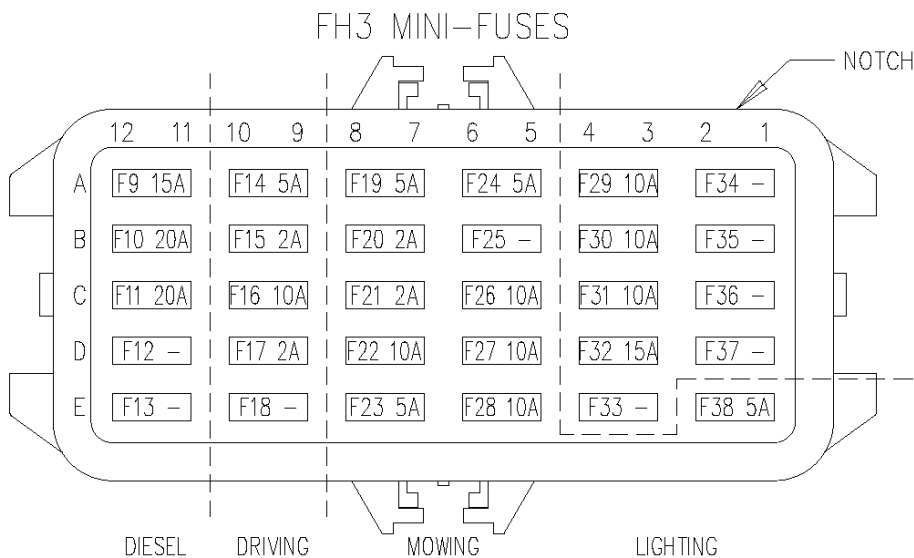 FH3 MINI-FUSES
NOTCH
12 11 10 9 8 7 6 5 4 3 2 1
A F9 15A F14 5A F19 5A F24 5A F29 10A F34 -
B F10 20A F15 2A F20 2A F25 - F30 10A F35 -
C F11 20A F16 10A F21 2A F26 10A F31 10A F36 -
D F12 - F17 2A F22 10A F27 10A F32 15A F37 -
E F13 - F18 - F23 5A F28 10A F33 - F38 5A
DIESEL DRIVING MOWING LIGHTING